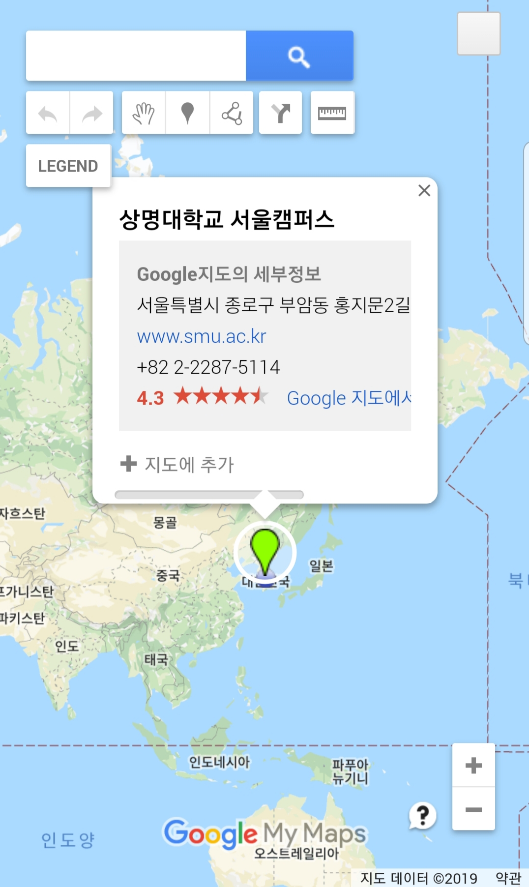 LEGEND
상명대학교 서울캠퍼스
Google지도의 세부정보
서울특별시 종로구 부암동 홍지문2길
www.smu.ac.kr
+82 2-2287-5114
4.3 Google 지도에서
지도에 추가
자흐스탄
몽골
일본
중국
대한민국
북
프가니스탄
파키스탄
인도
태국
인도네시아
파푸아
뉴기니
인도양
Google My Maps
오스트레일리아
지도 데이터 ©2019 약관